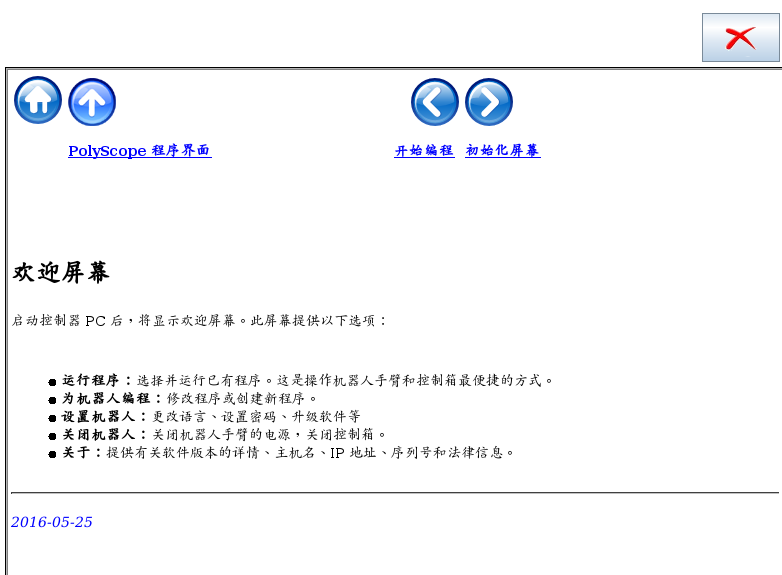 PolyScope 程序界面
开始编程 初始化屏幕
欢迎屏幕
启动控制器 PC 后，将显示欢迎屏幕。此屏幕提供以下选项：
运行程序：选择并运行已有程序。这是操作机器人手臂和控制箱最便捷的方式。
为机器人编程：修改程序或创建新程序。
设置机器人：更改语言、设置密码、升级软件等
关闭机器人：关闭机器人手臂的电源，关闭控制箱。
关于：提供有关软件版本的详情、主机名、IP 地址、序列号和法律信息。
2016-05-25